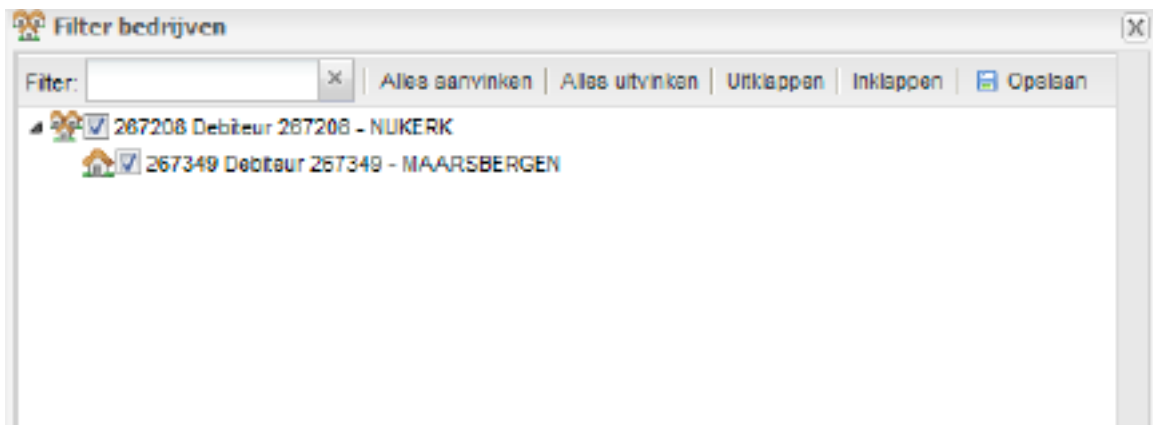 Filter bedrijven
Filter: Alles aanvinken Alles uitvinken Uitklappen Inklappen Opslaan
267208 Debiteur 267208 - NIJKERK
267349 Debiteur 267349 - MAARSBERGEN